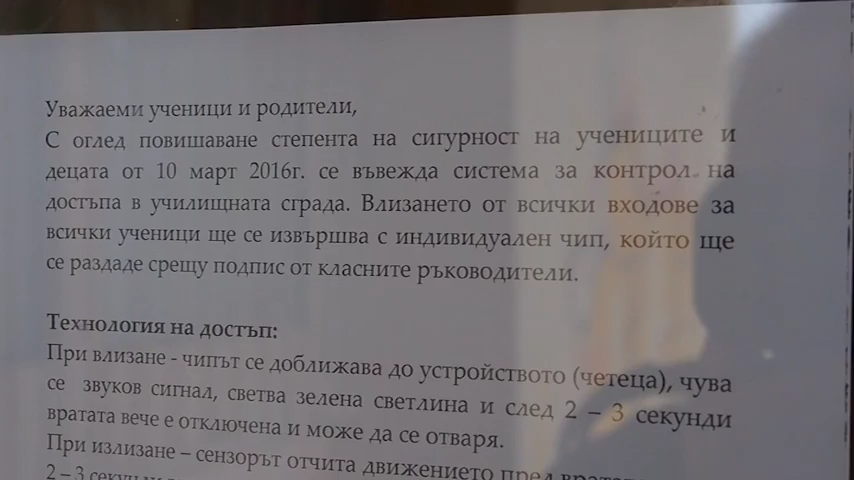 Уважаеми ученици и родители,
С оглед повишаване степента на сигурност на учениците и
децата от 10 март 2016г. се въвежда система за контрол на
достъпа в училищната сграда. Влизането от всички входове за
всички ученици ще се извършва с индивидуален чип, който ще
се раздаде срещу подпис от класните ръководители.
Технология на достъп:
При влизане - чипът се доближава до устройството (четеца), чува
се звуков сигнал, светва зелена светлина и след 2 – 3 секунди
вратата вече е отключена и може да се отваря.
При излизане – сензорът отчита движението пред
2 – 3 секунди